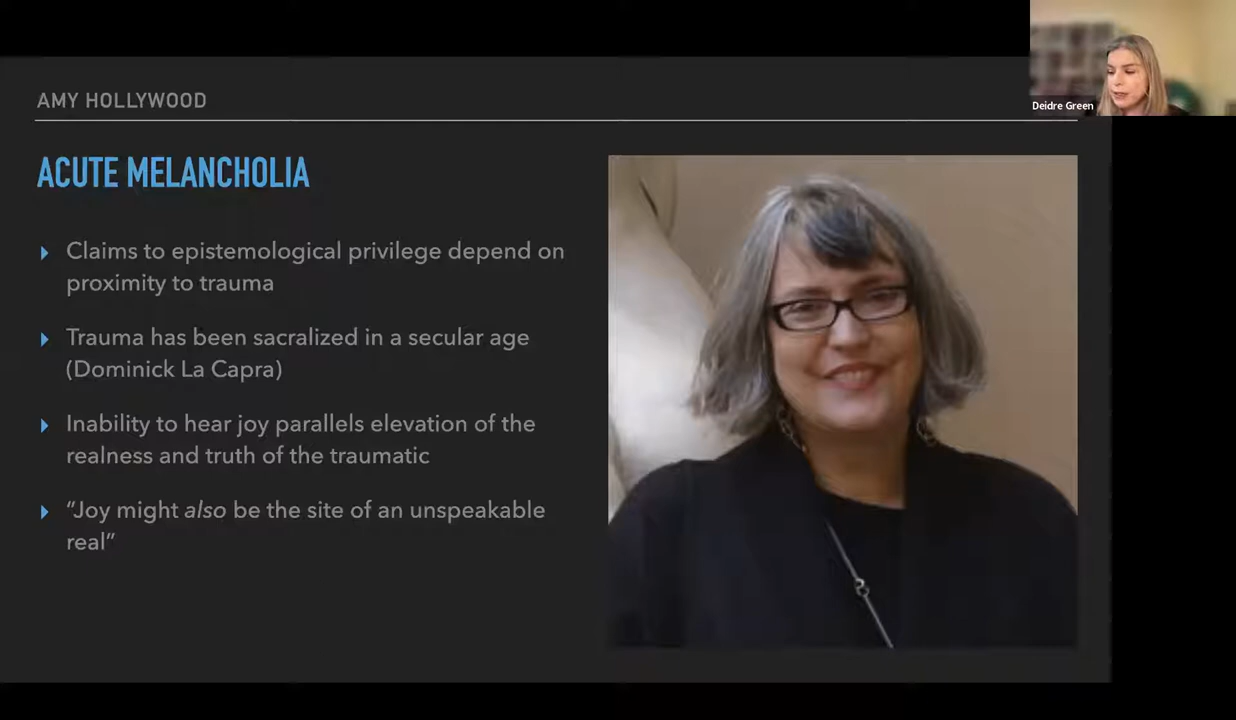 AMY HOLLYWOOD
Deidre Green
ACUTE MELANCHOLIA
Claims to epistemological privilege depend on
proximity to trauma
Trauma has been sacralized in a secular age
(Dominick La Capra)
Inability to hear joy parallels elevation of the
realness and truth of the traumatic
“Joy might also be the site of an unspeakable
real”